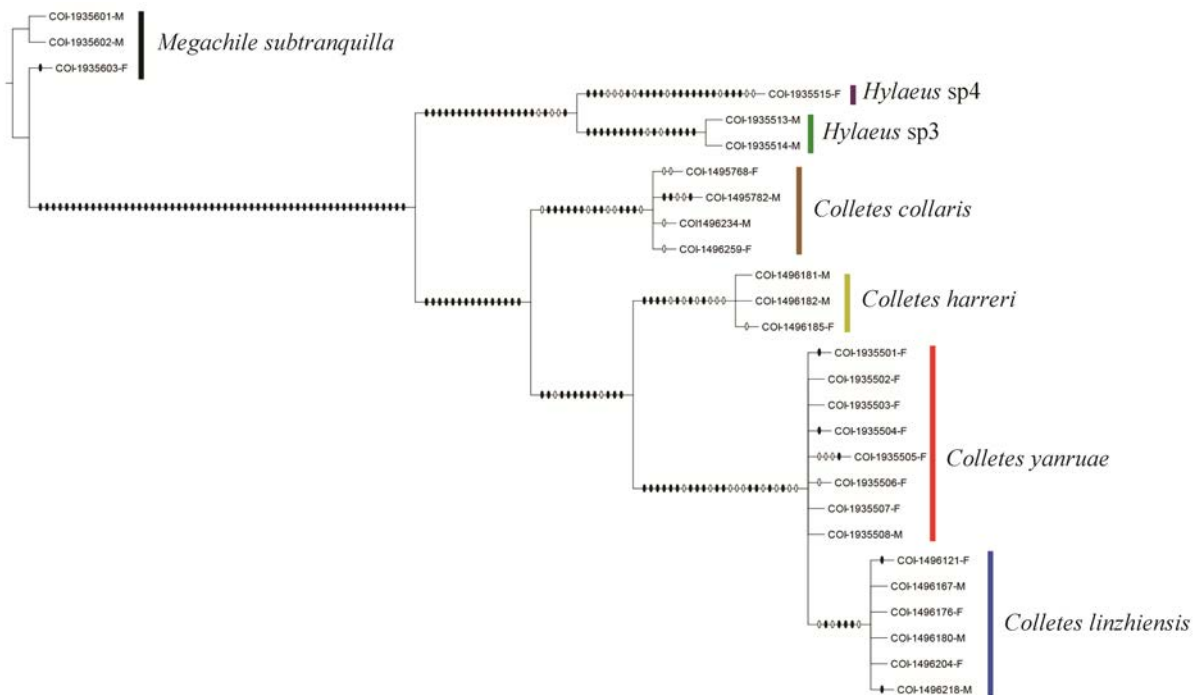 COI-1935601-M
COI-1935602-M
COI-1935603-F
Megachile subtranquilla
COI-1935515-F
Hylaeus sp4
COI-1935513-M
COI-1935514-M
Hylaeus sp3
COI-1495768-F
COI-1495782-M
COI1496234-M
COI-1496259-F
Colletes collaris
COI-1496181-M
COI-1496182-M
COI-1496185-F
Colletes harreri
COI-1935501-F
COI-1935502-F
COI-1935503-F
COI-1935504-F
COI-1935505-F
COI-1935506-F
COI-1935507-F
COI-1935508-M
Colletes yanruae
COI-1496121-F
COI-1496167-M
COI-1496176-F
COI-1496180-M
COI-1496204-F
COI-1496218-M
Colletes linzhiensis